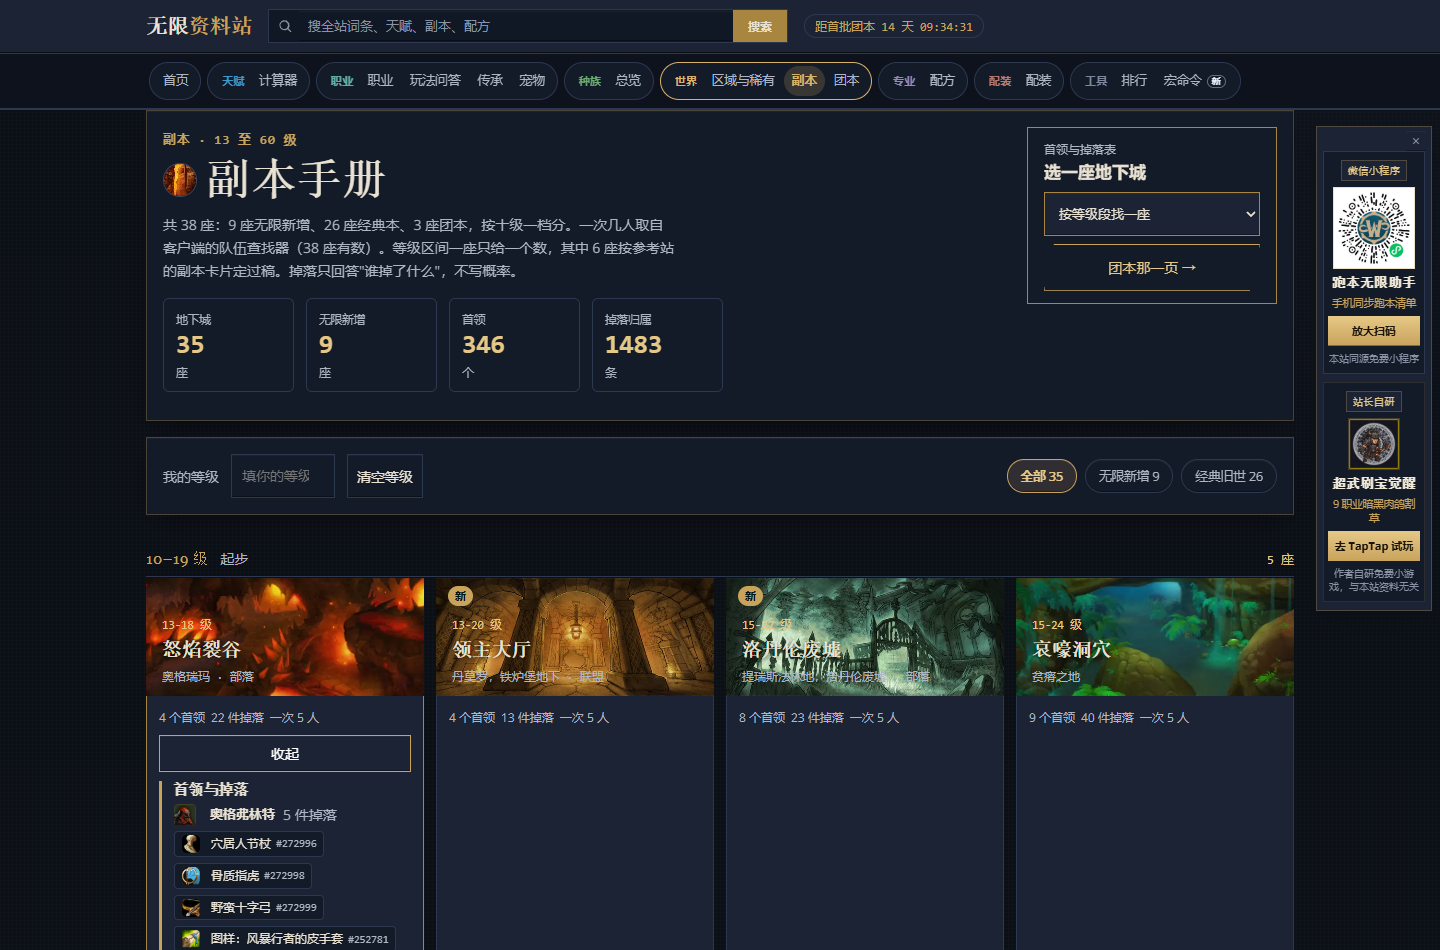 无限资料站
搜全站词条、天赋、副本、配方
搜索
距首批团本 14 天 09:34:31
首页
天赋 计算器
职业 职业 玩法问答 传承 宠物
种族 总览
世界 区域与稀有 副本 团本
专业 配方
配装 配装
工具 排行 宏命令 新
副本 · 13 至 60 级
副本手册
共 38 座：9 座无限新增、26 座经典本、3 座团本，按十级一档分。一次几人取自
客户端的队伍查找器（38 座有数）。等级区间一座只给一个数，其中 6 座按参考站
的副本卡片定过稿。掉落只回答"谁掉了什么"，不写概率。
地下城
35
座
无限新增
9
座
首领
346
个
掉落归属
1483
条
首领与掉落表
选一座地下城
按等级段找一座
团本那一页 →
我的等级
填你的等级
清空等级
全部 35
无限新增 9
经典旧世 26
10–19 级 起步
5 座
13-18 级
怒焰裂谷
奥格瑞玛 · 部落
4 个首领 22 件掉落 一次 5 人
收起
首领与掉落
奥格弗林特 5 件掉落
穴居人节杖 #272996
骨质指虎 #272998
野蛮十字弓 #272999
图样：风暴行者的皮手套 #252781
新
13-20 级
领主大厅
丹莫罗，铁炉堡地下 · 联盟
4 个首领 13 件掉落 一次 5 人
新
洛丹伦废墟
8 个首领 23 件掉落 一次 5 人
15-24 级
哀嚎洞穴
贫瘠之地
9 个首领 40 件掉落 一次 5 人
×
微信小程序
跑本无限助手
手机同步跑本清单
放大扫码
本站同源免费小程序
站长自研
超武刷宝觉醒
9 职业暗黑肉鸽割
草
去 TapTap 试玩
作者自研免费小游
戏，与本站资料无关